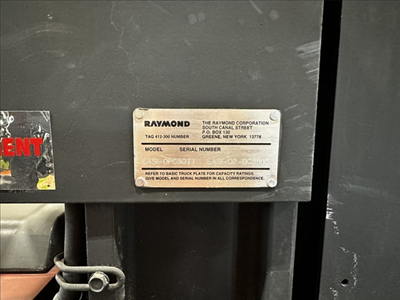 RAYMOND
THE RAYMOND CORPORATION
SOUTH CANAL STREET
P.O. BOX 130
GREENE, NEW YORK 13778
TAG 412-300 NUMBER
MODEL SERIAL NUMBER
REFER TO BASIC TRUCK PLATE FOR CAPACITY RATINGS.
GIVE MODEL AND SERIAL NUMBER IN ALL CORRESPONDENCE.
ENT